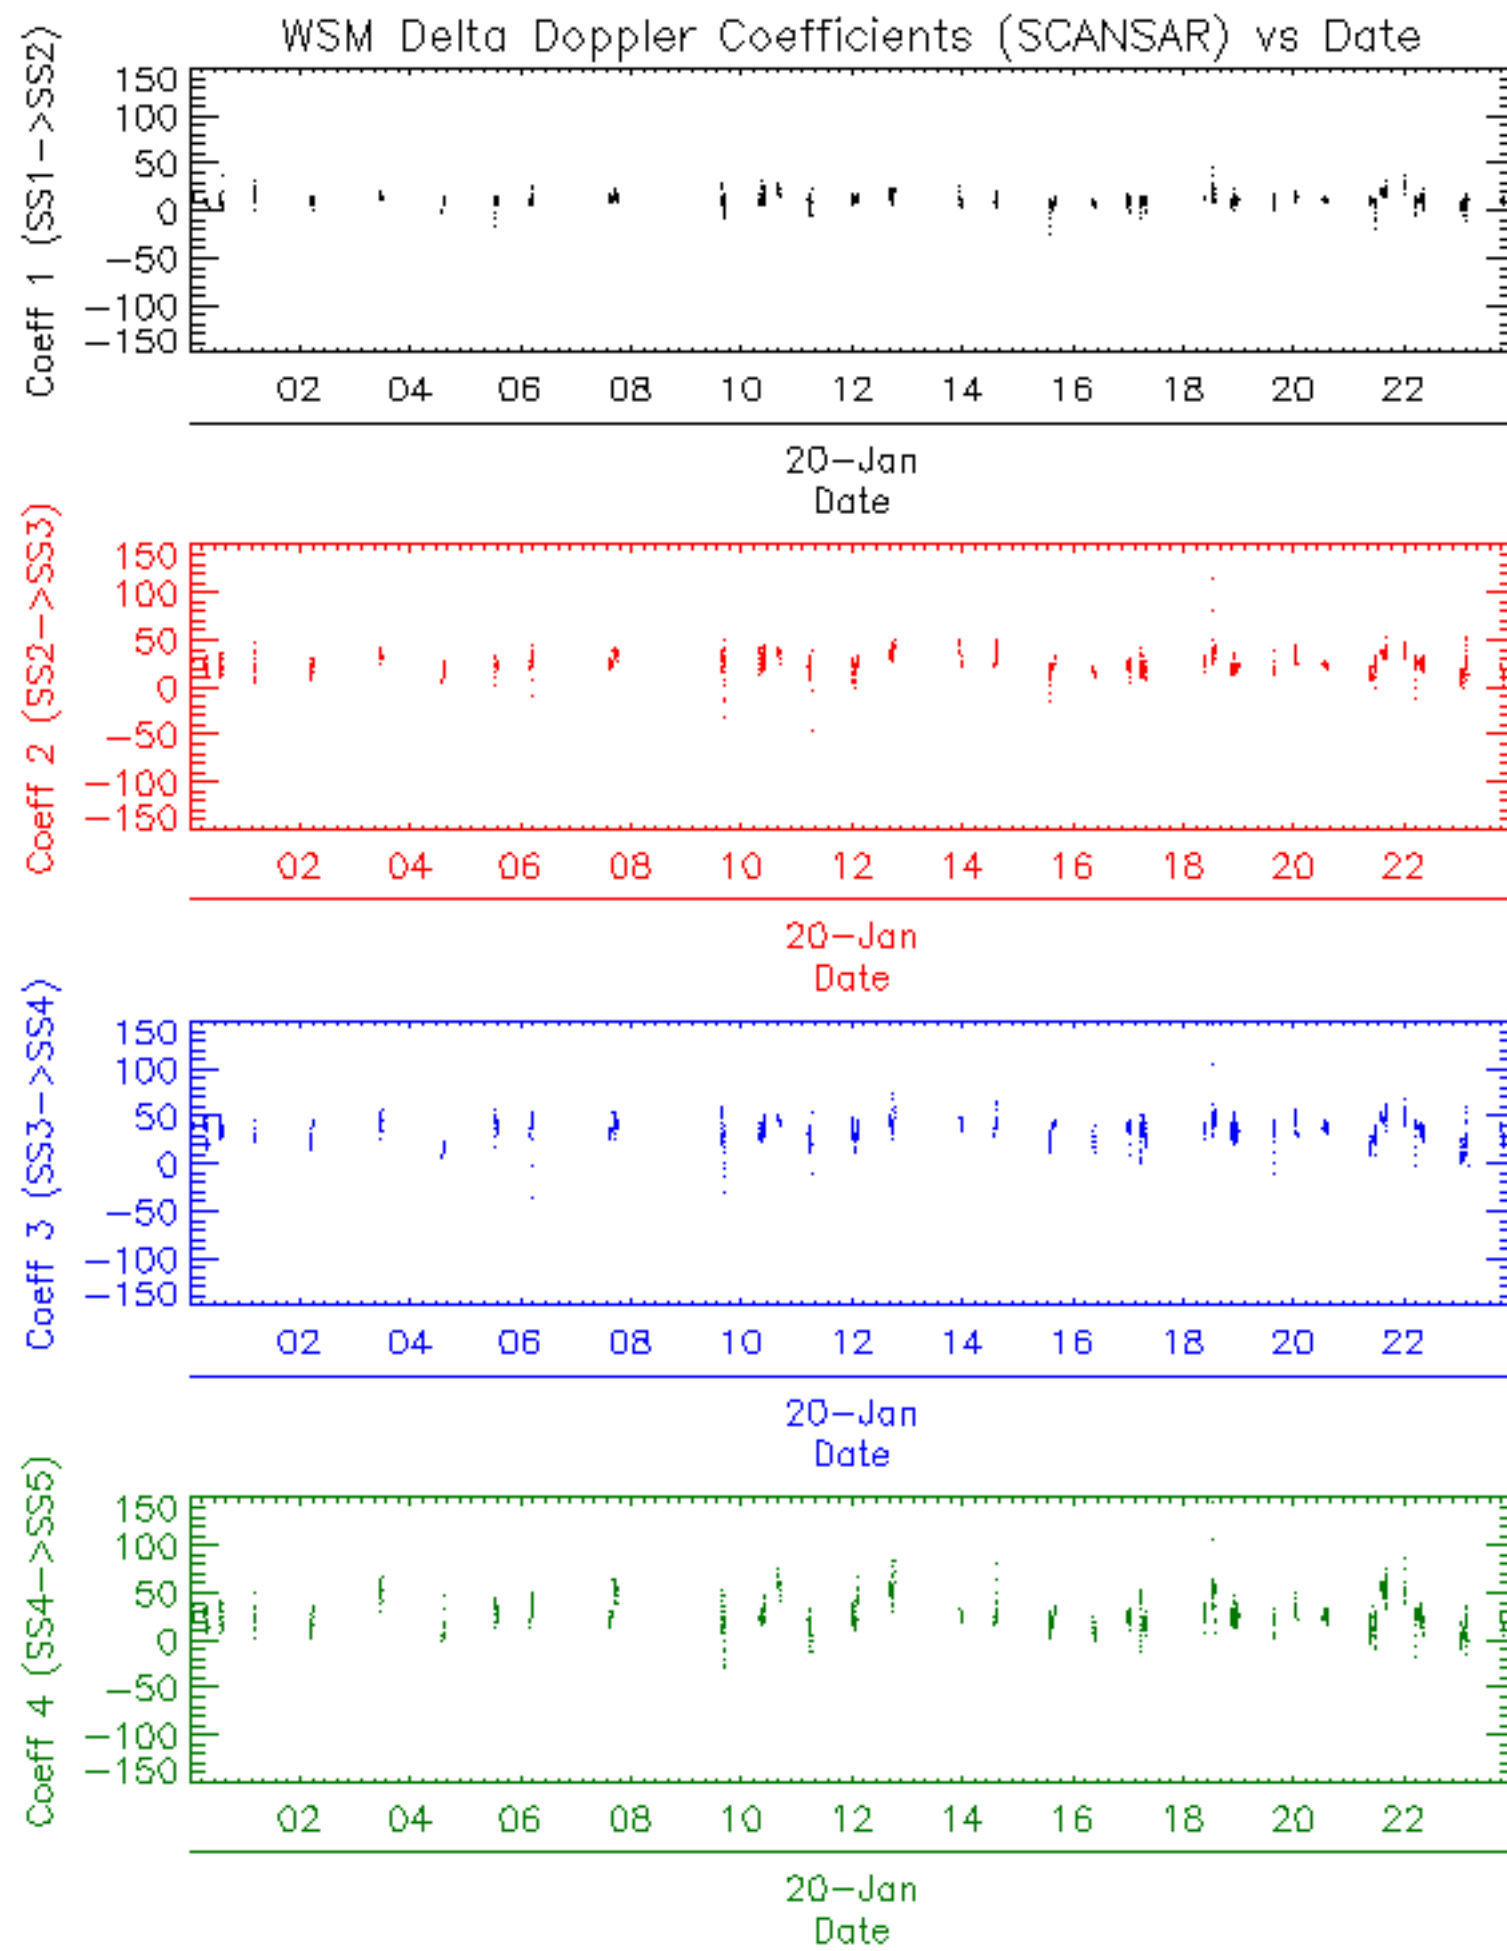 WSM Delta Doppler Coefficients (SCANSAR) vs Date
Coeff 1 (SS1->SS2)
150
100
50
0
-50
-100
-150
02 04 06 08 10 12 14 16 18 20 22
20-Jan
Date
Coeff 2 (SS2->SS3)
150
100
50
0
-50
-100
-150
02 04 06 08 10 12 14 16 18 20 22
20-Jan
Date
Coeff 3 (SS3->SS4)
150
100
50
0
-50
-100
-150
02 04 06 08 10 12 14 16 18 20 22
20-Jan
Date
Coeff 4 (SS4->SS5)
150
100
50
0
-50
-100
-150
02 04 06 08 10 12 14 16 18 20 22
20-Jan
Date